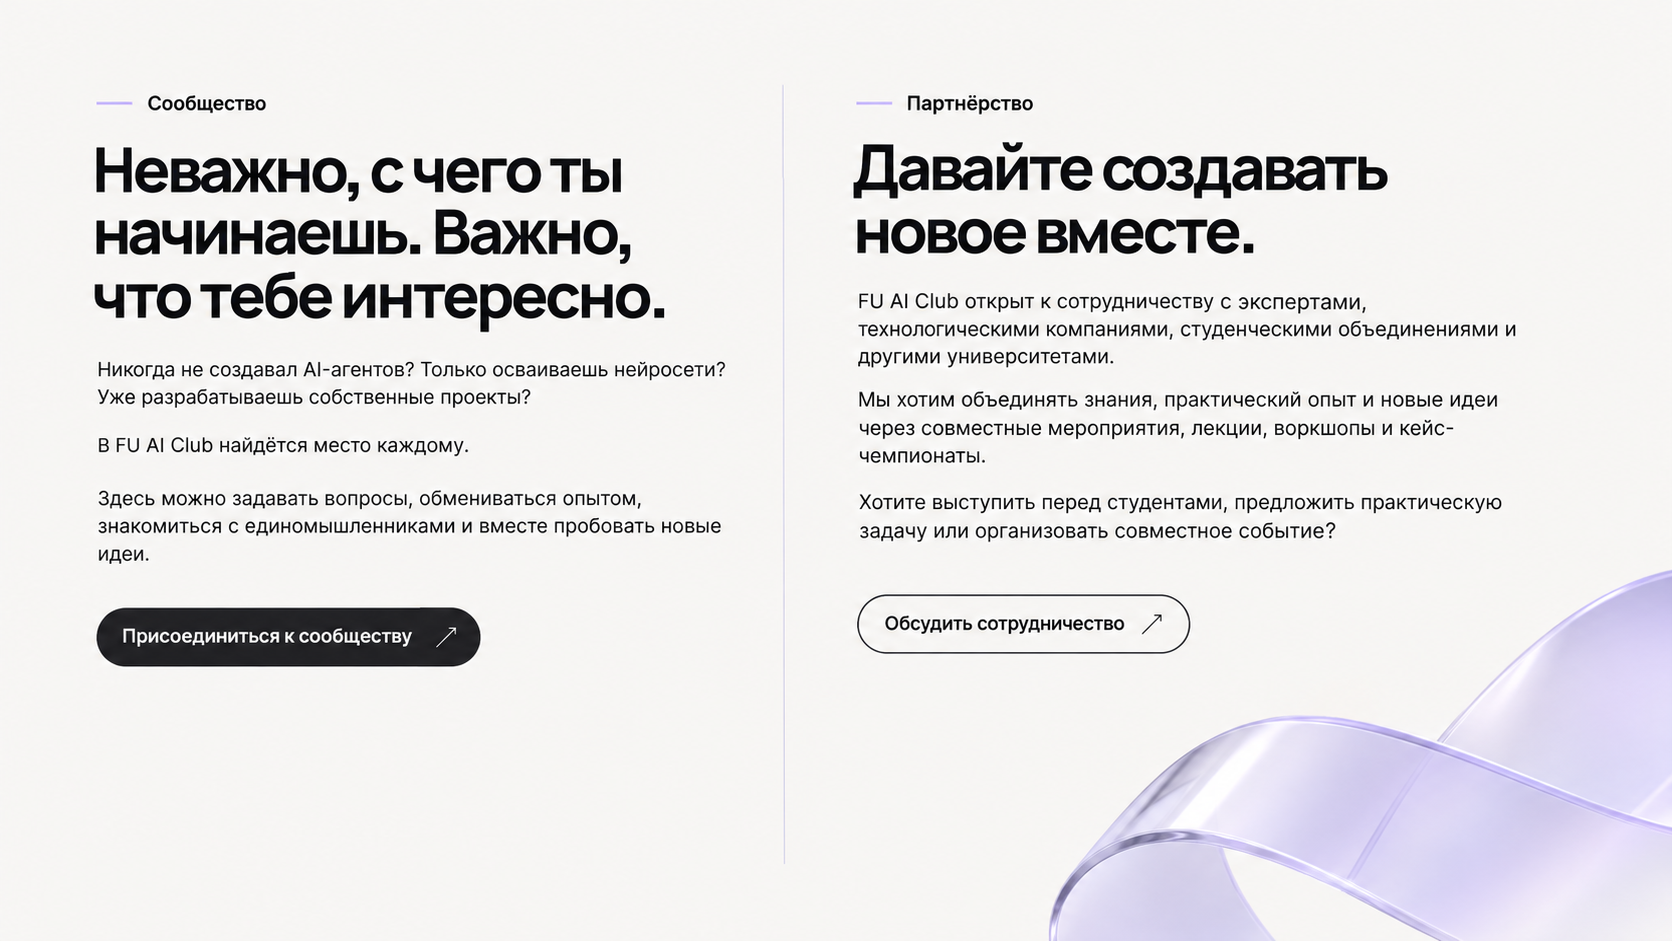 Сообщество
Неважно, с чего ты
начинаешь. Важно,
что тебе интересно.
Никогда не создавал AI-агентов? Только осваиваешь нейросети?
Уже разрабатываешь собственные проекты?
В FU AI Club найдётся место каждому.
Здесь можно задавать вопросы, обмениваться опытом,
знакомиться с единомышленниками и вместе пробовать новые
идеи.
Присоединиться к сообществу
Партнёрство
Давайте создавать
новое вместе.
FU AI Club открыт к сотрудничеству с экспертами,
технологическими компаниями, студенческими объединениями и
другими университетами.
Мы хотим объединять знания, практический опыт и новые идеи
через совместные мероприятия, лекции, воркшопы и кейс-
чемпионаты.
Хотите выступить перед студентами, предложить практическую
задачу или организовать совместное событие?
Обсудить сотрудничество